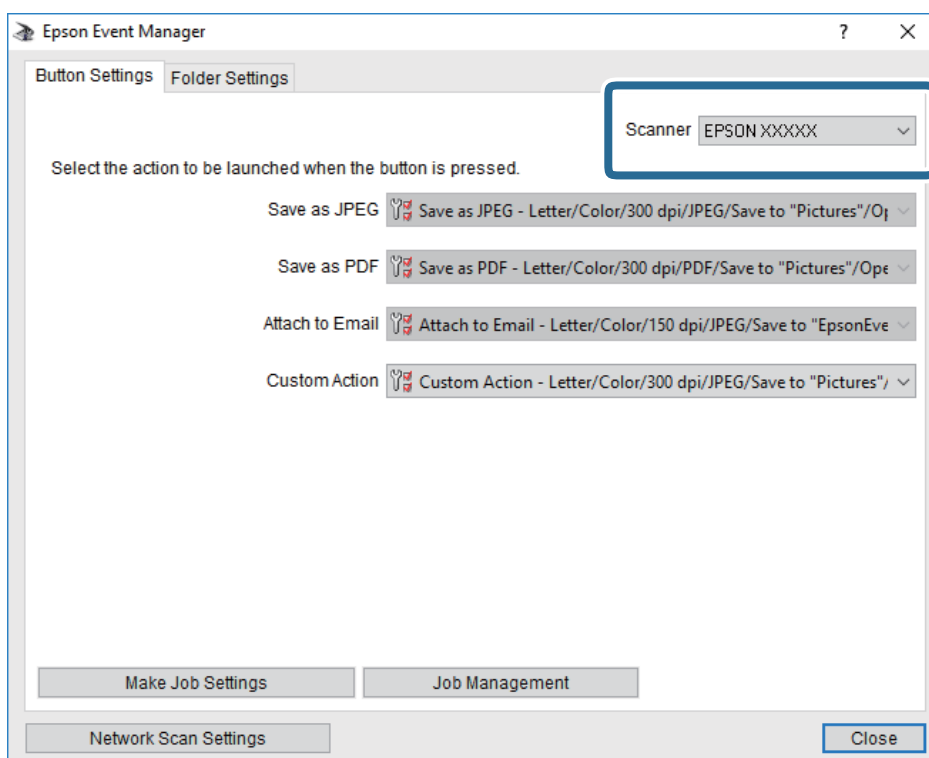 Epson Event Manager
Button Settings Folder Settings
Scanner EPSON XXXXX
Select the action to be launched when the button is pressed.
Save as JPEG Save as JPEG - Letter/Color/300 dpi/JPEG/Save to "Pictures"/Op
Save as PDF Save as PDF - Letter/Color/300 dpi/PDF/Save to "Pictures"/Ope
Attach to Email Attach to Email - Letter/Color/150 dpi/JPEG/Save to "EpsonEve
Custom Action Custom Action - Letter/Color/300 dpi/JPEG/Save to "Pictures"/
Make Job Settings Job Management
Network Scan Settings Close